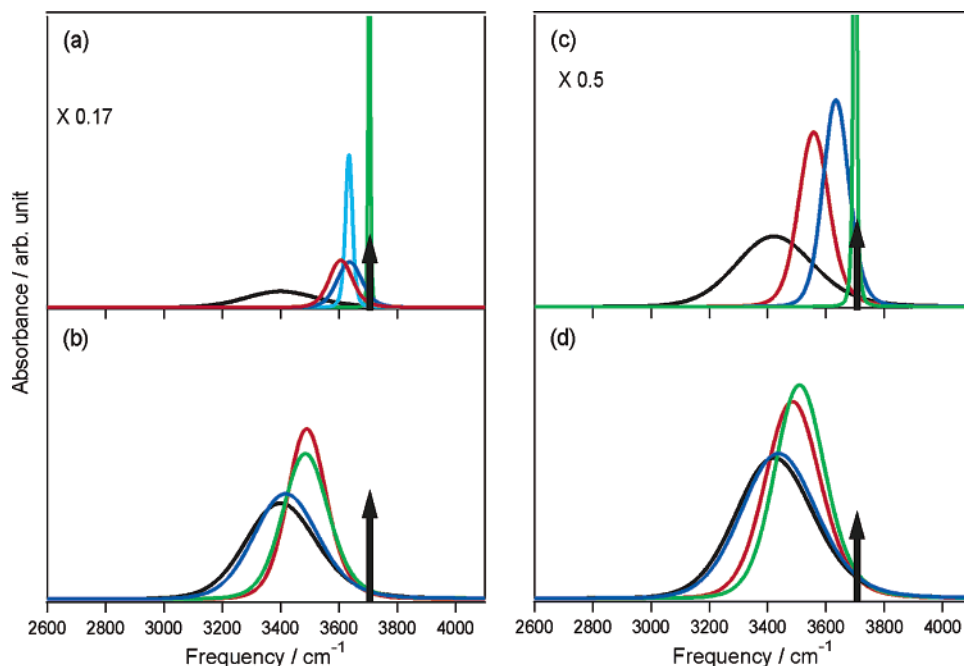 (a)
X 0.17
(c)
X 0.5
Absorbance / arb. unit
(b)
(d)
2600 2800 3000 3200 3400 3600 3800 4000
2600 2800 3000 3200 3400 3600 3800 4000
Frequency / cm⁻¹
Frequency / cm⁻¹